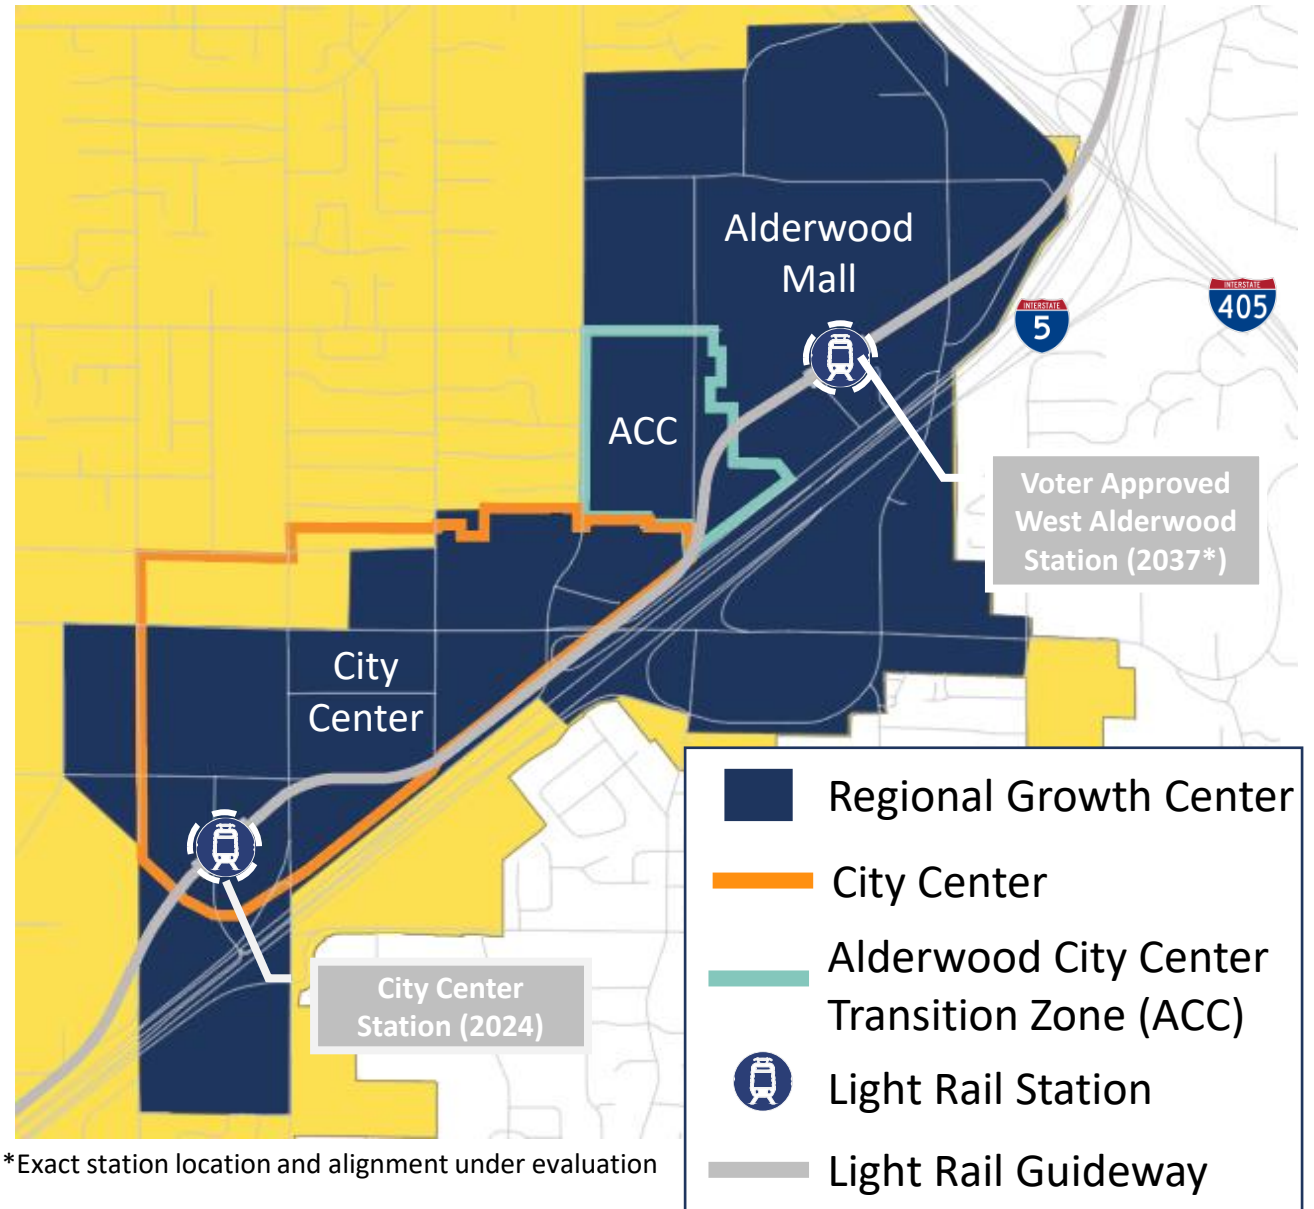 Alderwood
Mall
INTERSTATE
5
INTERSTATE
405
ACC
Voter Approved
West Alderwood
Station (2037*)
City
Center
City Center
Station (2024)
Regional Growth Center
City Center
Alderwood City Center
Transition Zone (ACC)
Light Rail Station
Light Rail Guideway
*Exact station location and alignment under evaluation